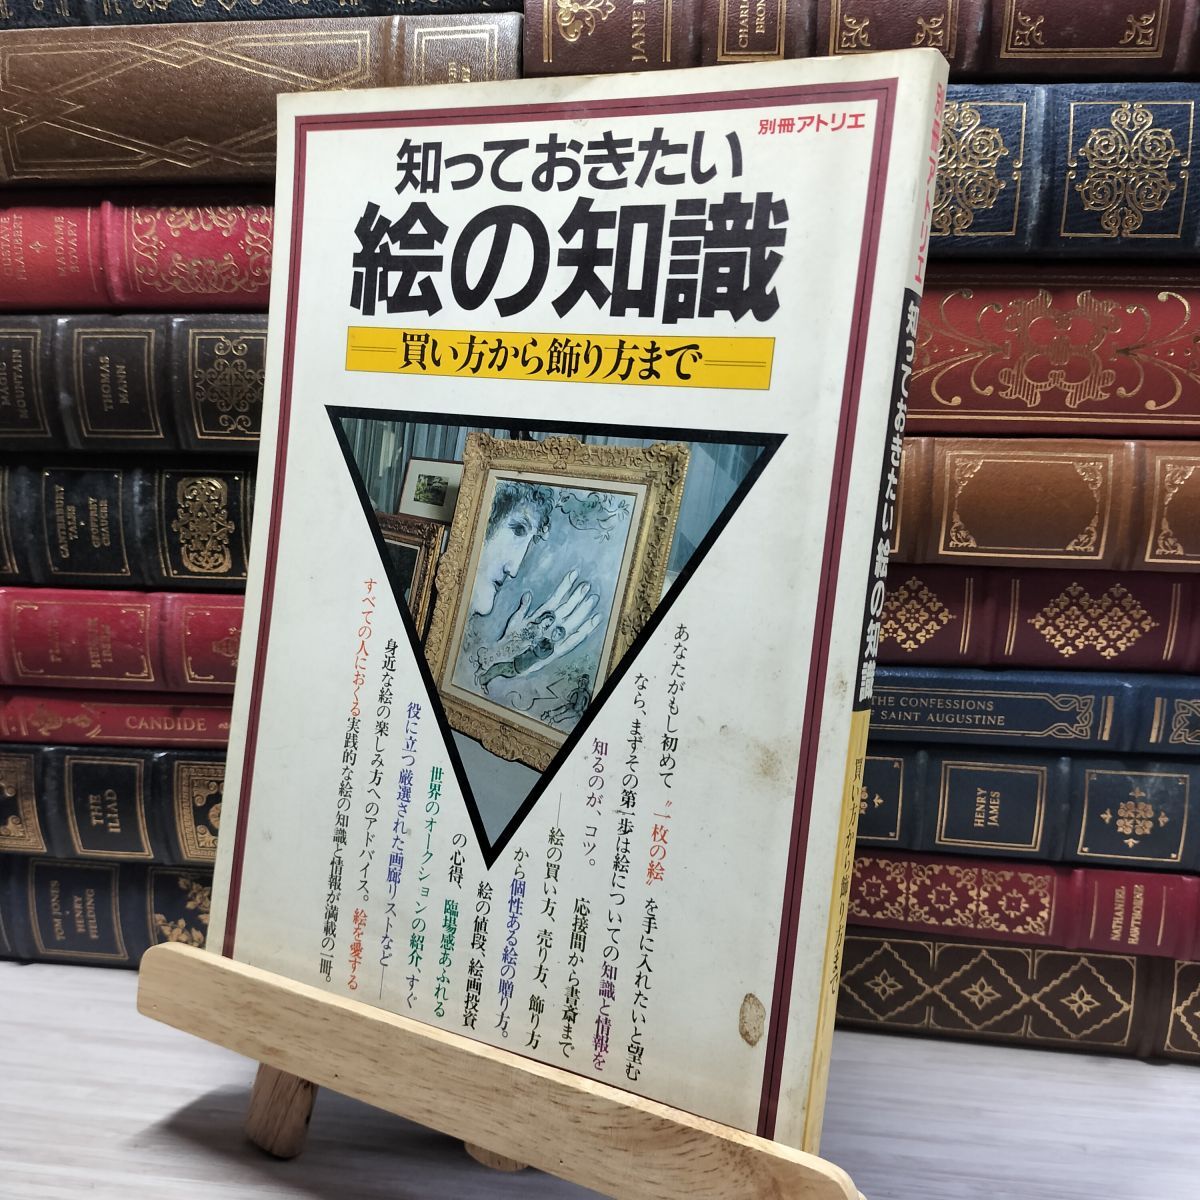 別冊アトリエ
知っておきたい
絵の知識
買い方から飾り方まで
あなたがもし初めて〝一枚の絵〟を手に入れたいと望む
なら、まずその第一歩は絵についての知識と情報を
知るのが、コツ。 応接間から書斎まで
――絵の買い方、売り方、飾り方
から個性ある絵の贈り方。
絵の値段、絵画投資
の心得、臨場感あふれる
世界のオークションの紹介、すぐ
役に立つ厳選された画廊リストなど――
身近な絵の楽しみ方へのアドバイス。絵を愛する
すべての人におくる実践的な絵の知識と情報が満載の一冊。
知っておきたい 絵の知識
買い方から飾り方まで
GUSTAVE
FLAUBERT
MADAME
BOVARY
MAGIC
MOUNTAIN
THOMAS
MANN
CANTERBURY
TALES
GEOFFREY
CHAUCER
CANDIDE
THE
ILIAD
TOM JONES
HENRY
FIELDING
JANE
THE CONFESSIONS
SAINT AUGUSTINE
HENRY
JAMES
NATHANIEL
HAWTHORNE